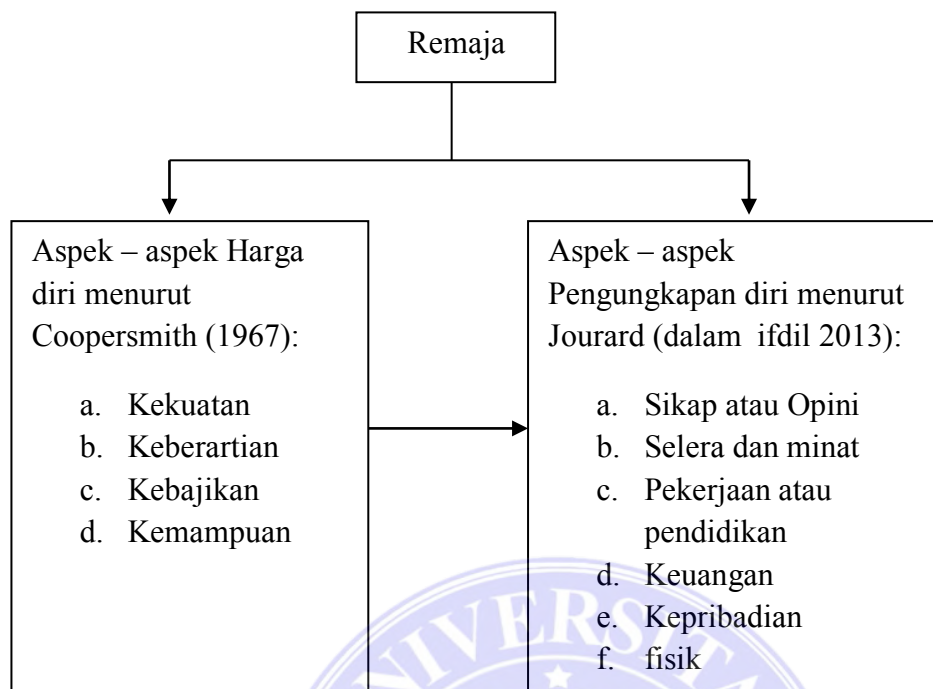 Remaja
Aspek – aspek Harga
diri menurut
Coopersmith (1967):
a. Kekuatan
b. Keberartian
c. Kebajikan
d. Kemampuan
Aspek – aspek
Pengungkapan diri menurut
Jourard (dalam ifdil 2013):
a. Sikap atau Opini
b. Selera dan minat
c. Pekerjaan atau
pendidikan
d. Keuangan
e. Kepribadian
f. fisik